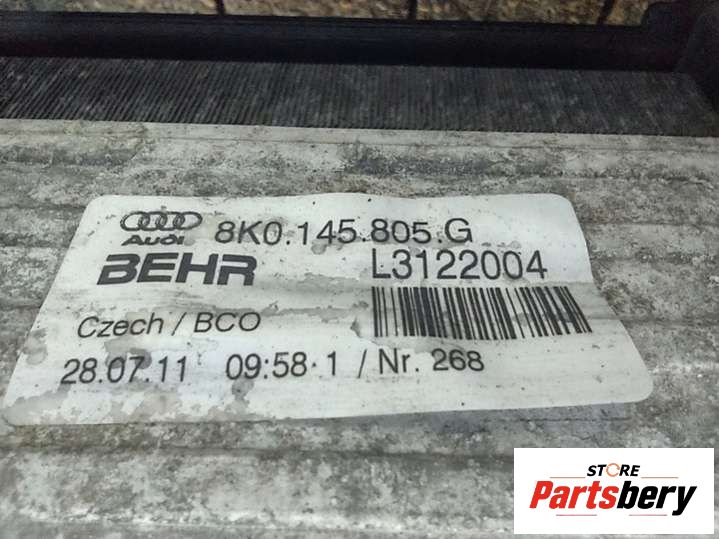 8K0.145.805.G
Audi
BEHR L3122004
Czech / BCO
28.07.11 09:58·1 / Nr. 268
STORE
Partsbery